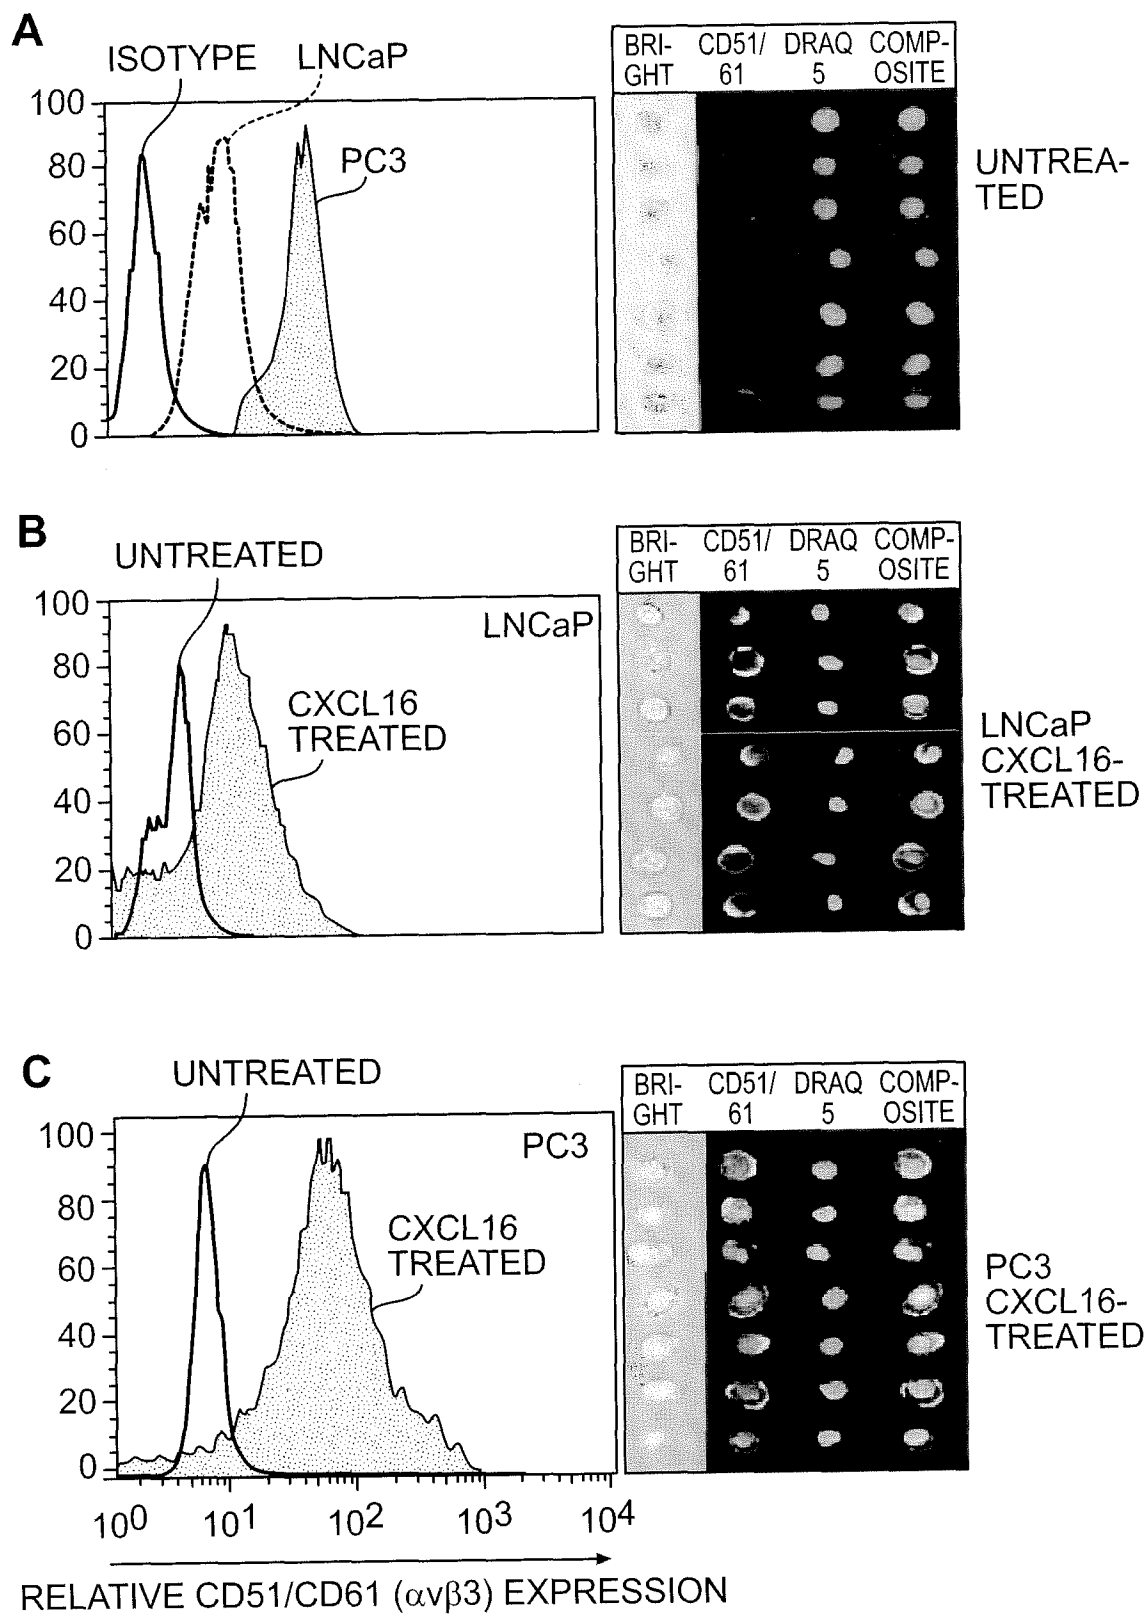 A
ISOTYPE
LNCaP
PC3
100
80
60
40
20
0
BRI-
GHT
CD51/
61
DRAQ
5
COMP-
OSITE
UNTREA-
TED
B
UNTREATED
LNCaP
CXCL16
TREATED
100
80
60
40
20
0
BRI-
GHT
CD51/
61
DRAQ
5
COMP-
OSITE
LNCaP
CXCL16-
TREATED
C
UNTREATED
PC3
CXCL16
TREATED
100
80
60
40
20
0
10⁰ 10¹ 10² 10³ 10⁴
RELATIVE CD51/CD61 (αvβ3) EXPRESSION
BRI-
GHT
CD51/
61
DRAQ
5
COMP-
OSITE
PC3
CXCL16-
TREATED